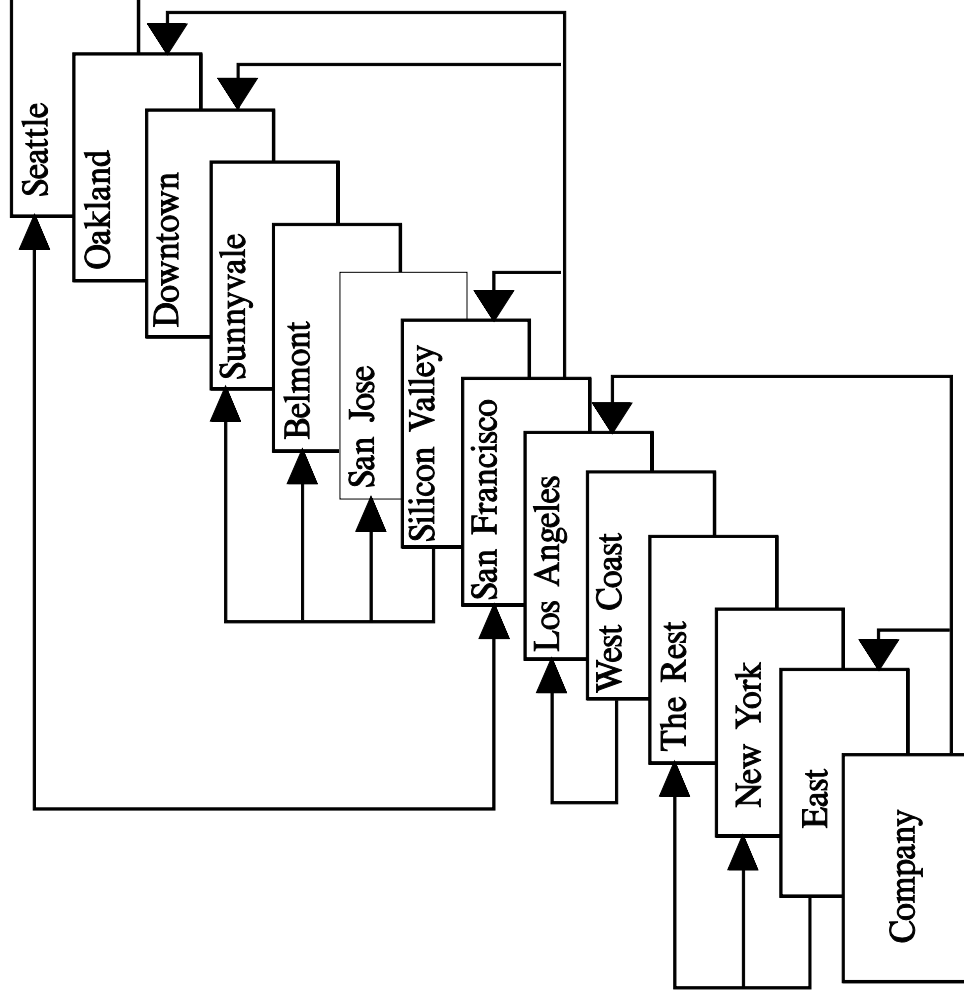 Seattle
Oakland
Downtown
Sunnyvale
Belmont
San Jose
Silicon Valley
San Francisco
Los Angeles
West Coast
The Rest
New York
East
Company